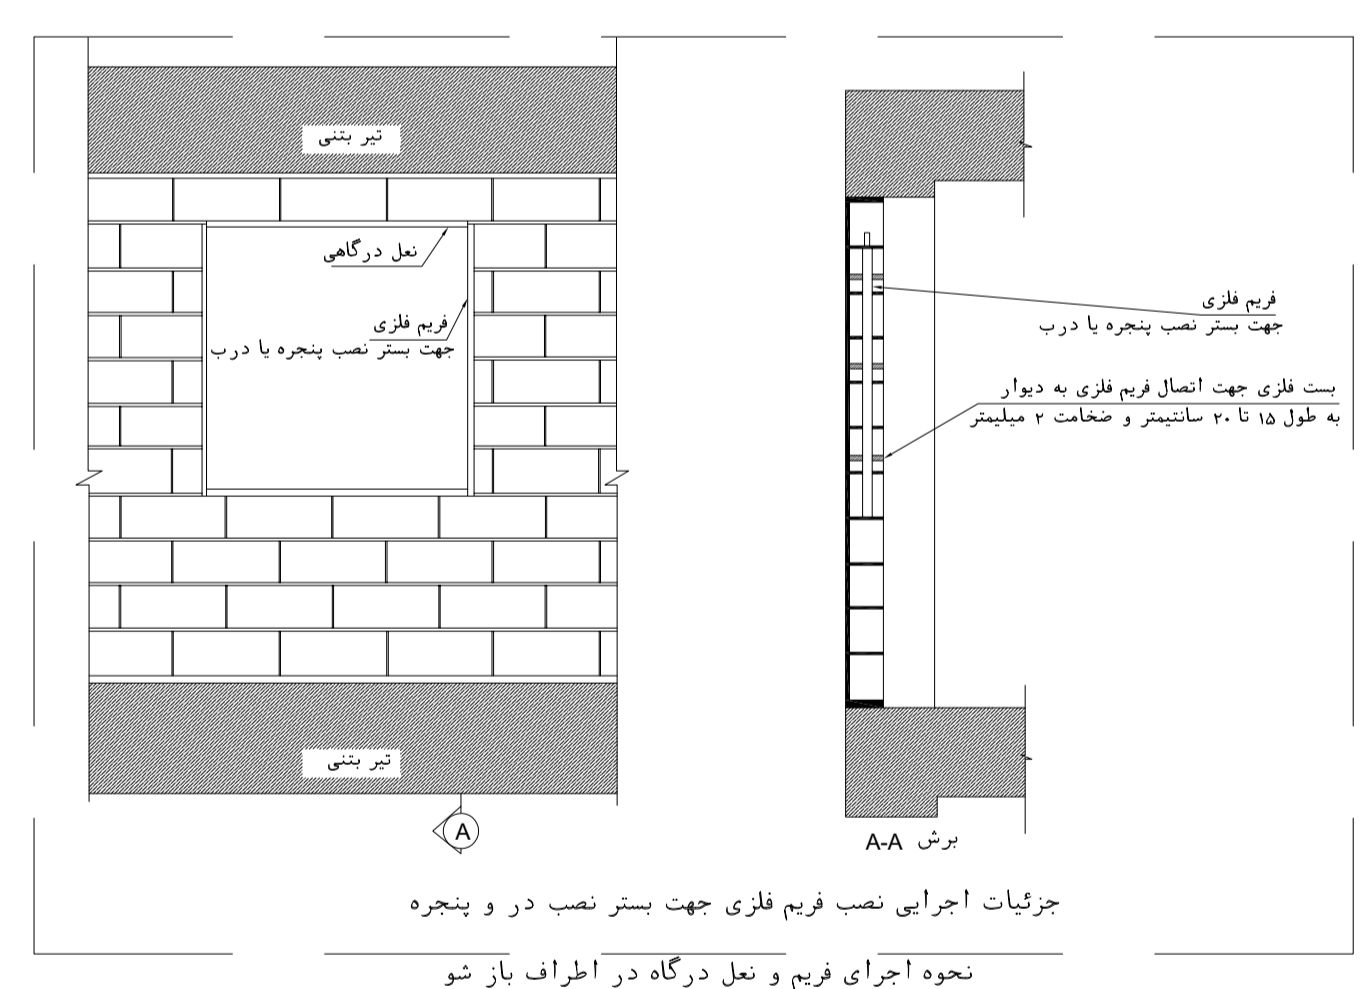 تیر بتنی
نعل درگاهی
فریم فلزی
جهت بستر نصب پنجره یا درب
تیر بتنی
A
فریم فلزی
جهت بستر نصب پنجره یا درب
بست فلزی جهت اتصال فریم فلزی به دیوار
به طول ۱۵ تا ۲۰ سانتیمتر و ضخامت ۲ میلیمتر
برش A-A
جزئیات اجرایی نصب فریم فلزی جهت بستر نصب در و پنجره
نحوه اجرای فریم و نعل درگاه در اطراف باز شو